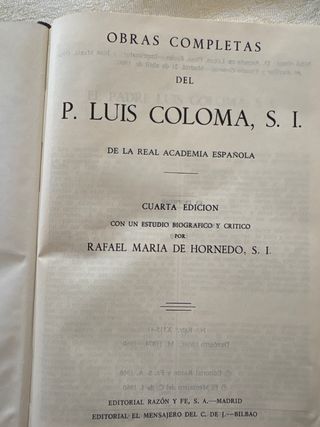 OBRAS COMPLETAS
DEL
P. LUIS COLOMA, S. I.
DE LA REAL ACADEMIA ESPAÑOLA
CUARTA EDICION
CON UN ESTUDIO BIOGRAFICO Y CRITICO
POR
RAFAEL MARIA DE HORNEDO, S. I.
EDITORIAL RAZÓN Y FE, S. A.—MADRID
EDITORIAL EL MENSAJERO DEL C. DE J.—BILBAO